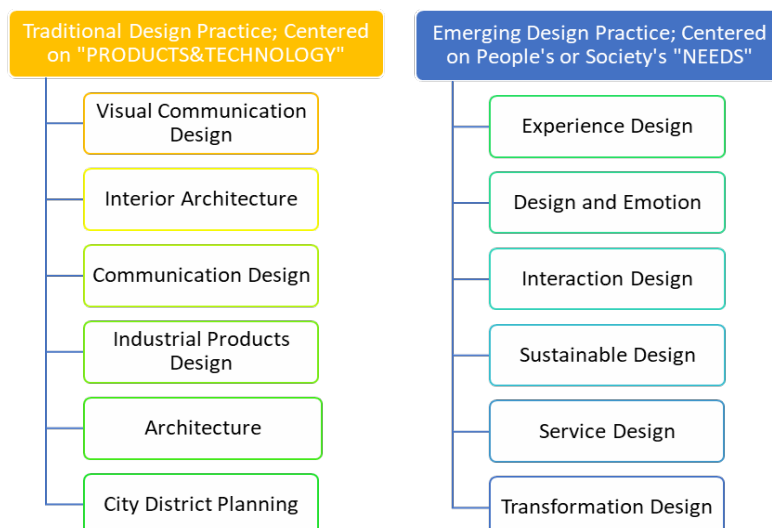 Traditional Design Practice; Centered
on "PRODUCTS&TECHNOLOGY"
Visual Communication
Design
Interior Architecture
Communication Design
Industrial Products
Design
Architecture
City District Planning
Emerging Design Practice; Centered
on People's or Society's "NEEDS"
Experience Design
Design and Emotion
Interaction Design
Sustainable Design
Service Design
Transformation Design